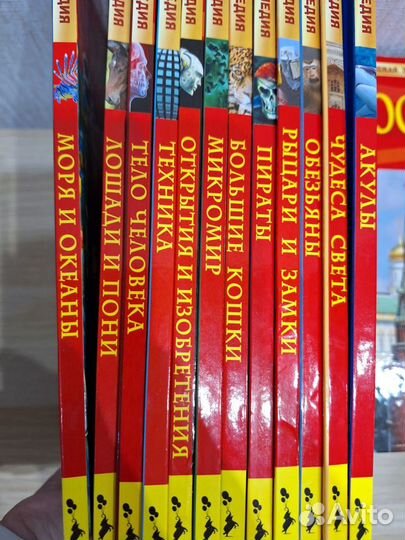 ПЕДИЯ
МОРЯ И ОКЕАНЫ
ЛОШАДИ И ПОНИ
ТЕЛО ЧЕЛОВЕКА
ТЕХНИКА
ОТКРЫТИЯ И ИЗОБРЕТЕНИЯ
МИКРОМИР
БОЛЬШИЕ КОШКИ
ПИРАТЫ
РЫЦАРИ И ЗАМКИ
ОБЕЗЬЯНЫ
ЧУДЕСА СВЕТА
АКУЛЫ
Avito